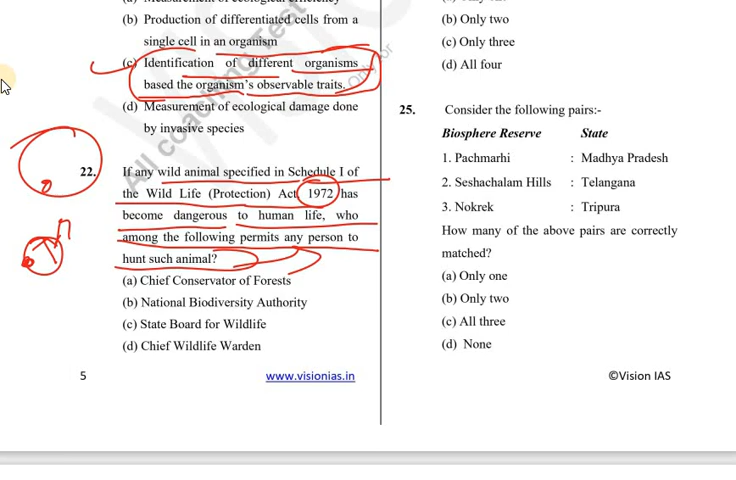 (b) Production of differentiated cells from a
single cell in an organism
(c) Identification of different organisms
based the organism's observable traits.
(d) Measurement of ecological damage done
by invasive species
22. If any wild animal specified in Schedule I of
the Wild Life (Protection) Act, 1972 has
become dangerous to human life, who
among the following permits any person to
hunt such animal?
(a) Chief Conservator of Forests
(b) National Biodiversity Authority
(c) State Board for Wildlife
(d) Chief Wildlife Warden
(b) Only two
(c) Only three
(d) All four
25. Consider the following pairs:-
Biosphere Reserve State
1. Pachmarhi : Madhya Pradesh
2. Seshachalam Hills : Telangana
3. Nokrek : Tripura
How many of the above pairs are correctly
matched?
(a) Only one
(b) Only two
(c) All three
(d) None
5 www.visionias.in ©Vision IAS